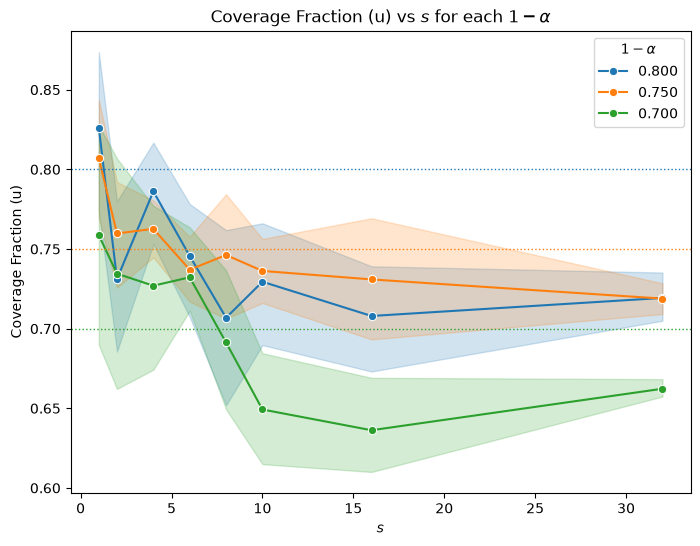 Coverage Fraction (u) vs s for each 1 − α
1 − α
0.800
0.750
0.700
Coverage Fraction (u)
0.85
0.80
0.75
0.70
0.65
0.60
0 5 10 15 20 25 30
s